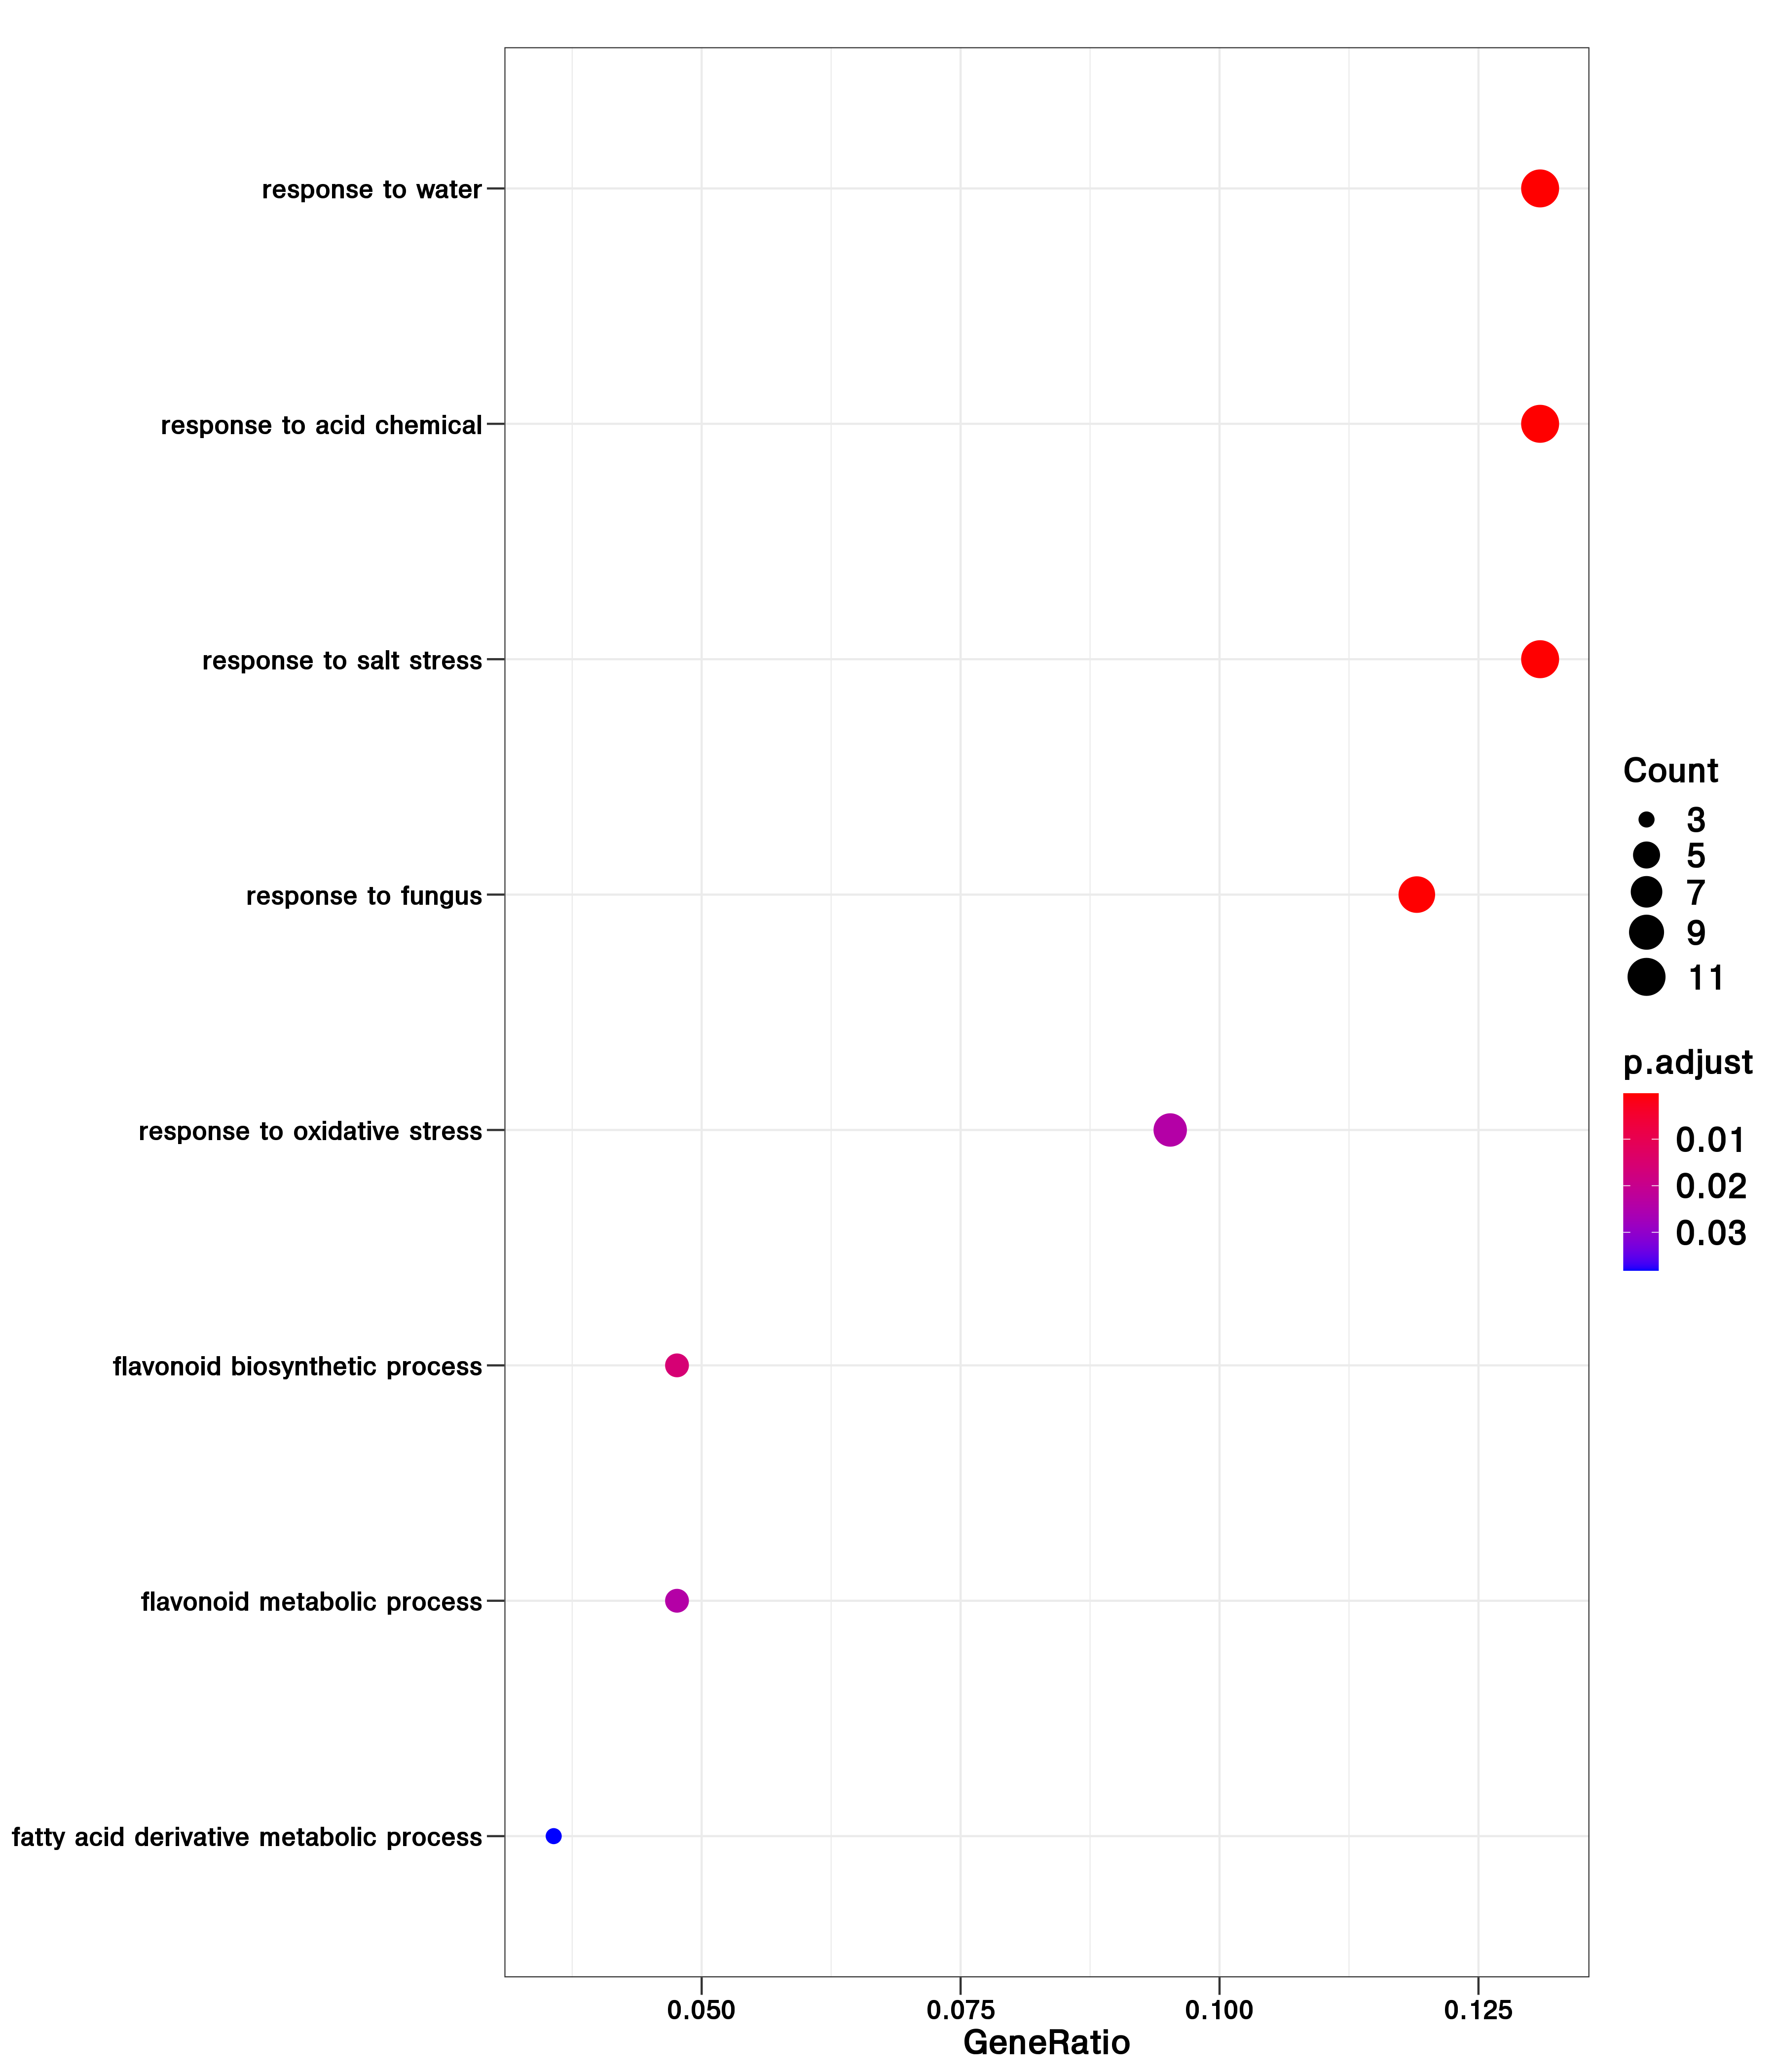 response to water
response to acid chemical
response to salt stress
response to fungus
response to oxidative stress
flavonoid biosynthetic process
flavonoid metabolic process
fatty acid derivative metabolic process
0.050
0.075
0.100
0.125
GeneRatio
Count
3
5
7
9
11
p.adjust
0.01
0.02
0.03